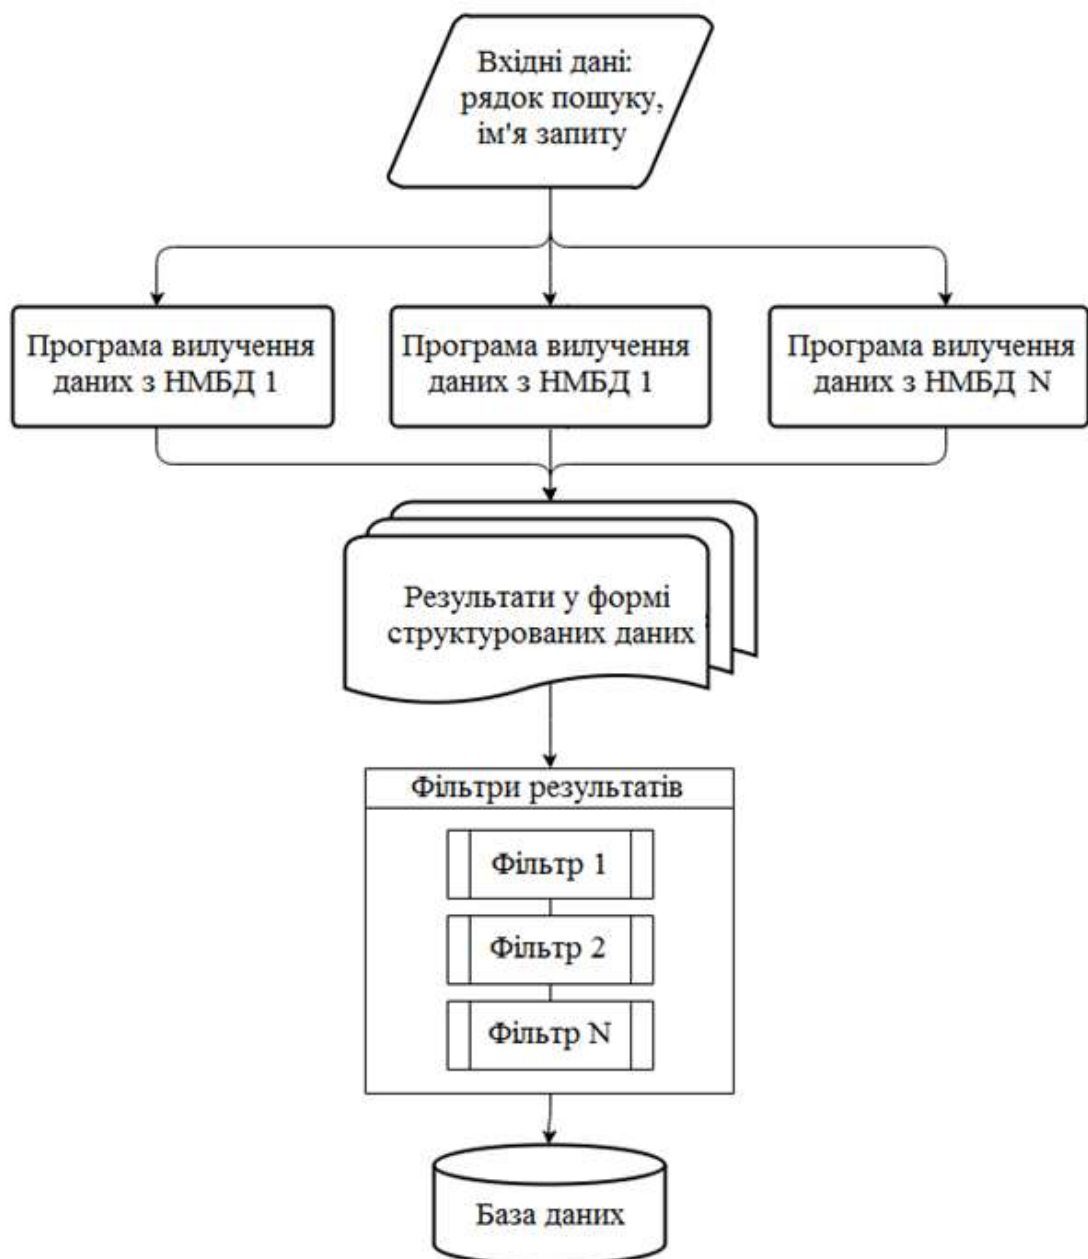 Вхідні дані:
рядок пошуку,
ім'я запиту
Програма вилучення
даних з НМБД 1
Програма вилучення
даних з НМБД 1
Програма вилучення
даних з НМБД N
Результати у формі
структурованих даних
Фільтри результатів
Фільтр 1
Фільтр 2
Фільтр N
База даних